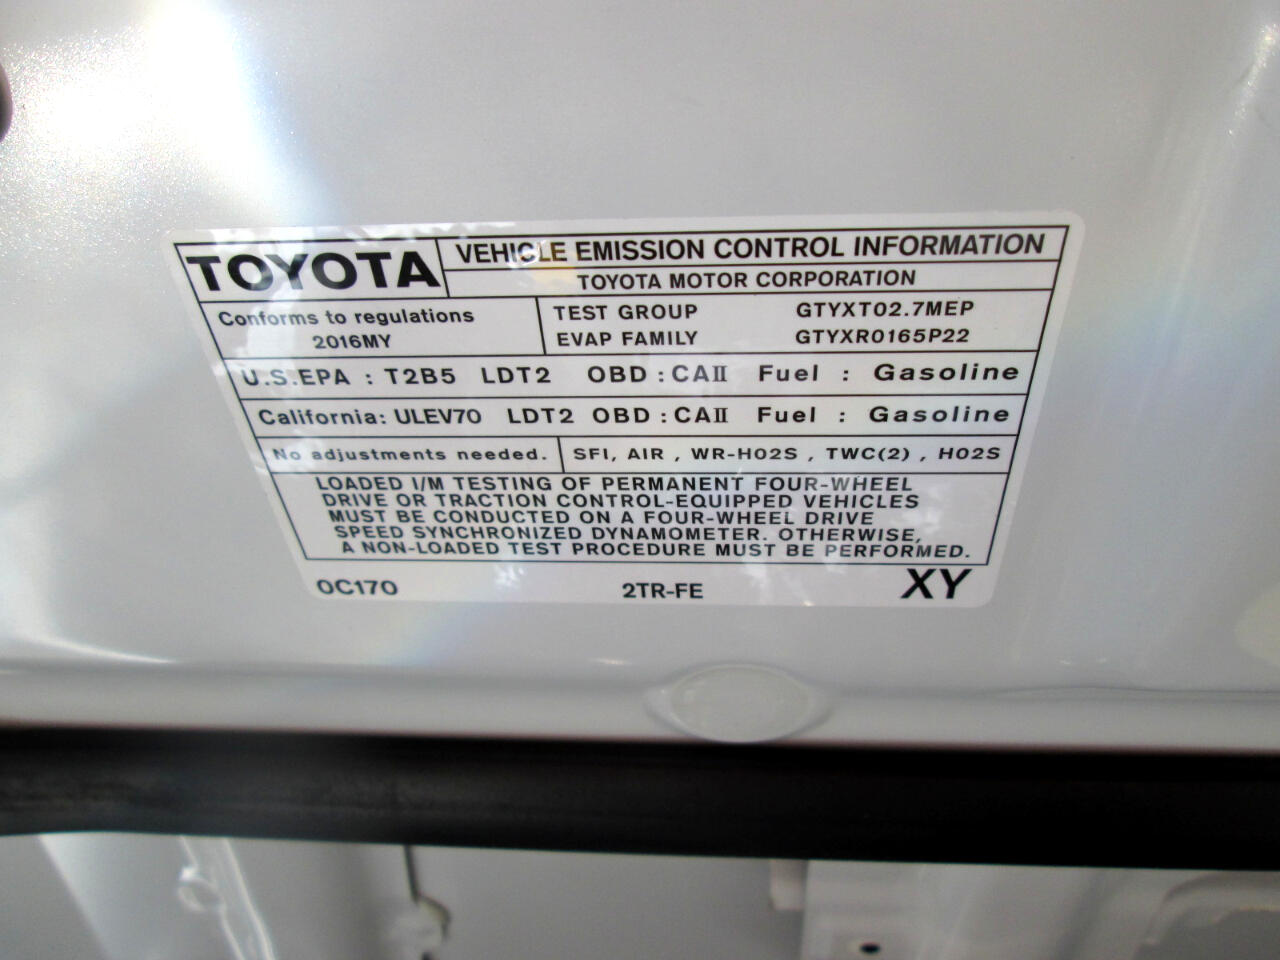 TOYOTA
VEHICLE EMISSION CONTROL INFORMATION
TOYOTA MOTOR CORPORATION
Conforms to regulations
2016MY
TEST GROUP GTYXT02.7MEP
EVAP FAMILY GTYXR0165P22
U.S.EPA : T2B5 LDT2 OBD : CAII Fuel : Gasoline
California: ULEV70 LDT2 OBD : CAII Fuel : Gasoline
No adjustments needed. SFI, AIR , WR-HO2S , TWC(2) , HO2S
LOADED I/M TESTING OF PERMANENT FOUR-WHEEL
DRIVE OR TRACTION CONTROL-EQUIPPED VEHICLES
MUST BE CONDUCTED ON A FOUR-WHEEL DRIVE
SPEED SYNCHRONIZED DYNAMOMETER. OTHERWISE,
A NON-LOADED TEST PROCEDURE MUST BE PERFORMED.
0C170 2TR-FE XY